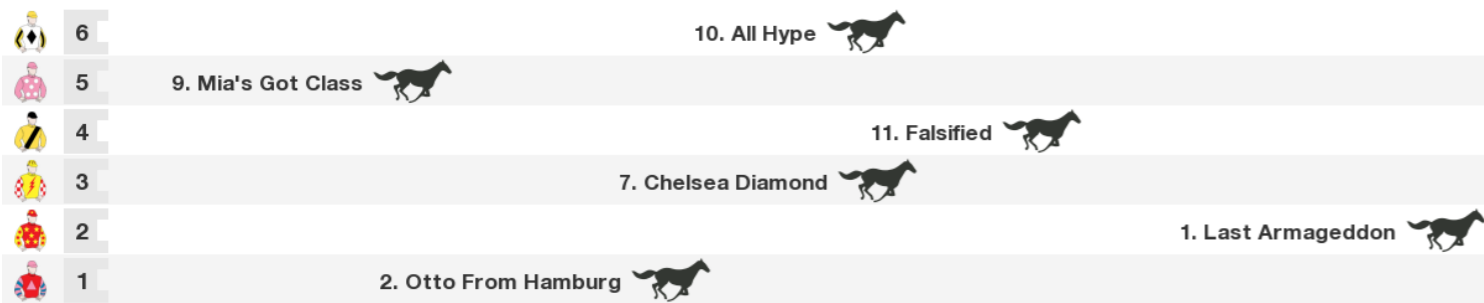 6 10. All Hype
5 9. Mia's Got Class
4 11. Falsified
3 7. Chelsea Diamond
2 1. Last Armageddon
1 2. Otto From Hamburg